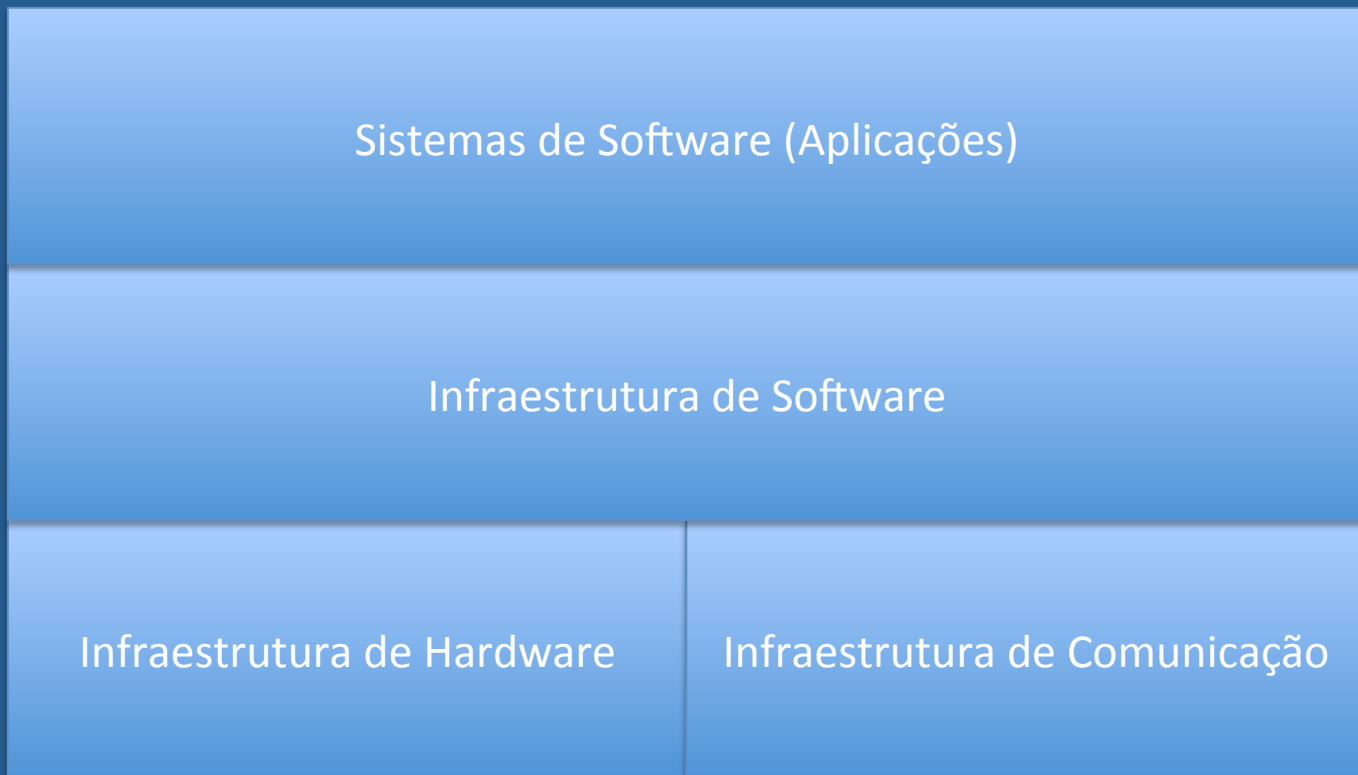 Sistemas de Software (Aplicações)
Infraestrutura de Software
Infraestrutura de Hardware
Infraestrutura de Comunicação